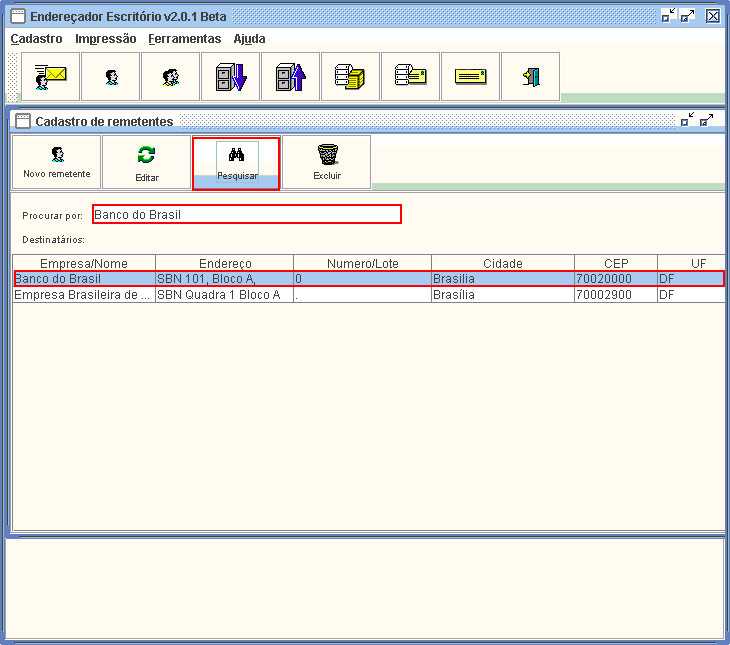 Endereçador Escritório v2.0.1 Beta
Cadastro Impressão Ferramentas Ajuda
Cadastro de remetentes
Novo remetente Editar Pesquisar Excluir
Procurar por: Banco do Brasil
Destinatários:
Empresa/Nome Endereço Numero/Lote Cidade CEP UF
Banco do Brasil SBN 101, Bloco A, 0 Brasilia 70020000 DF
Empresa Brasileira de ... SBN Quadra 1 Bloco A . Brasília 70002900 DF